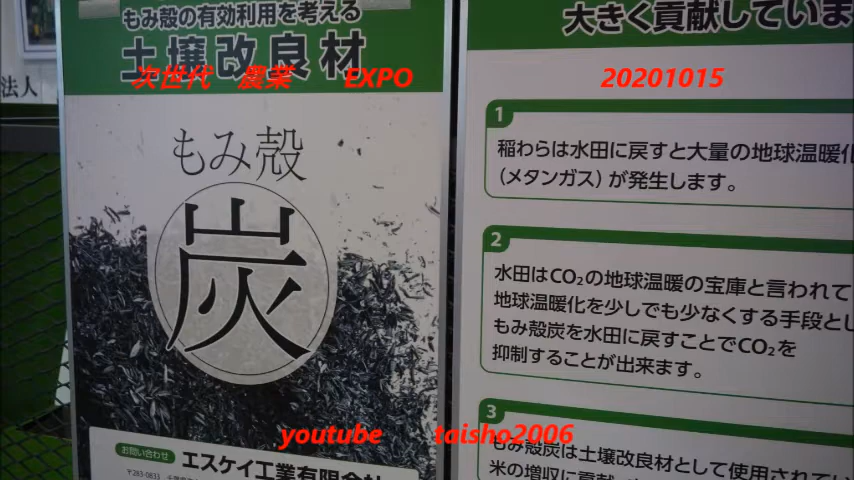 もみ殻の有効利用を考える
土壌改良材
次世代 農業 EXPO 20201015
法人
もみ殻
炭
お問い合わせ
エスケイ工業有限会社
〒283-0833
大きく貢献していま
1
稲わらは水田に戻すと大量の地球温暖化
(メタンガス)が発生します。
2
水田はCO₂の地球温暖の宝庫と言われて
地球温暖化を少しでも少なくする手段とし
もみ殻炭を水田に戻すことでCO₂を
抑制することが出来ます。
3
もみ殻炭は土壌改良材として使用されてい
米の増収に貢献
youtube taisho2006